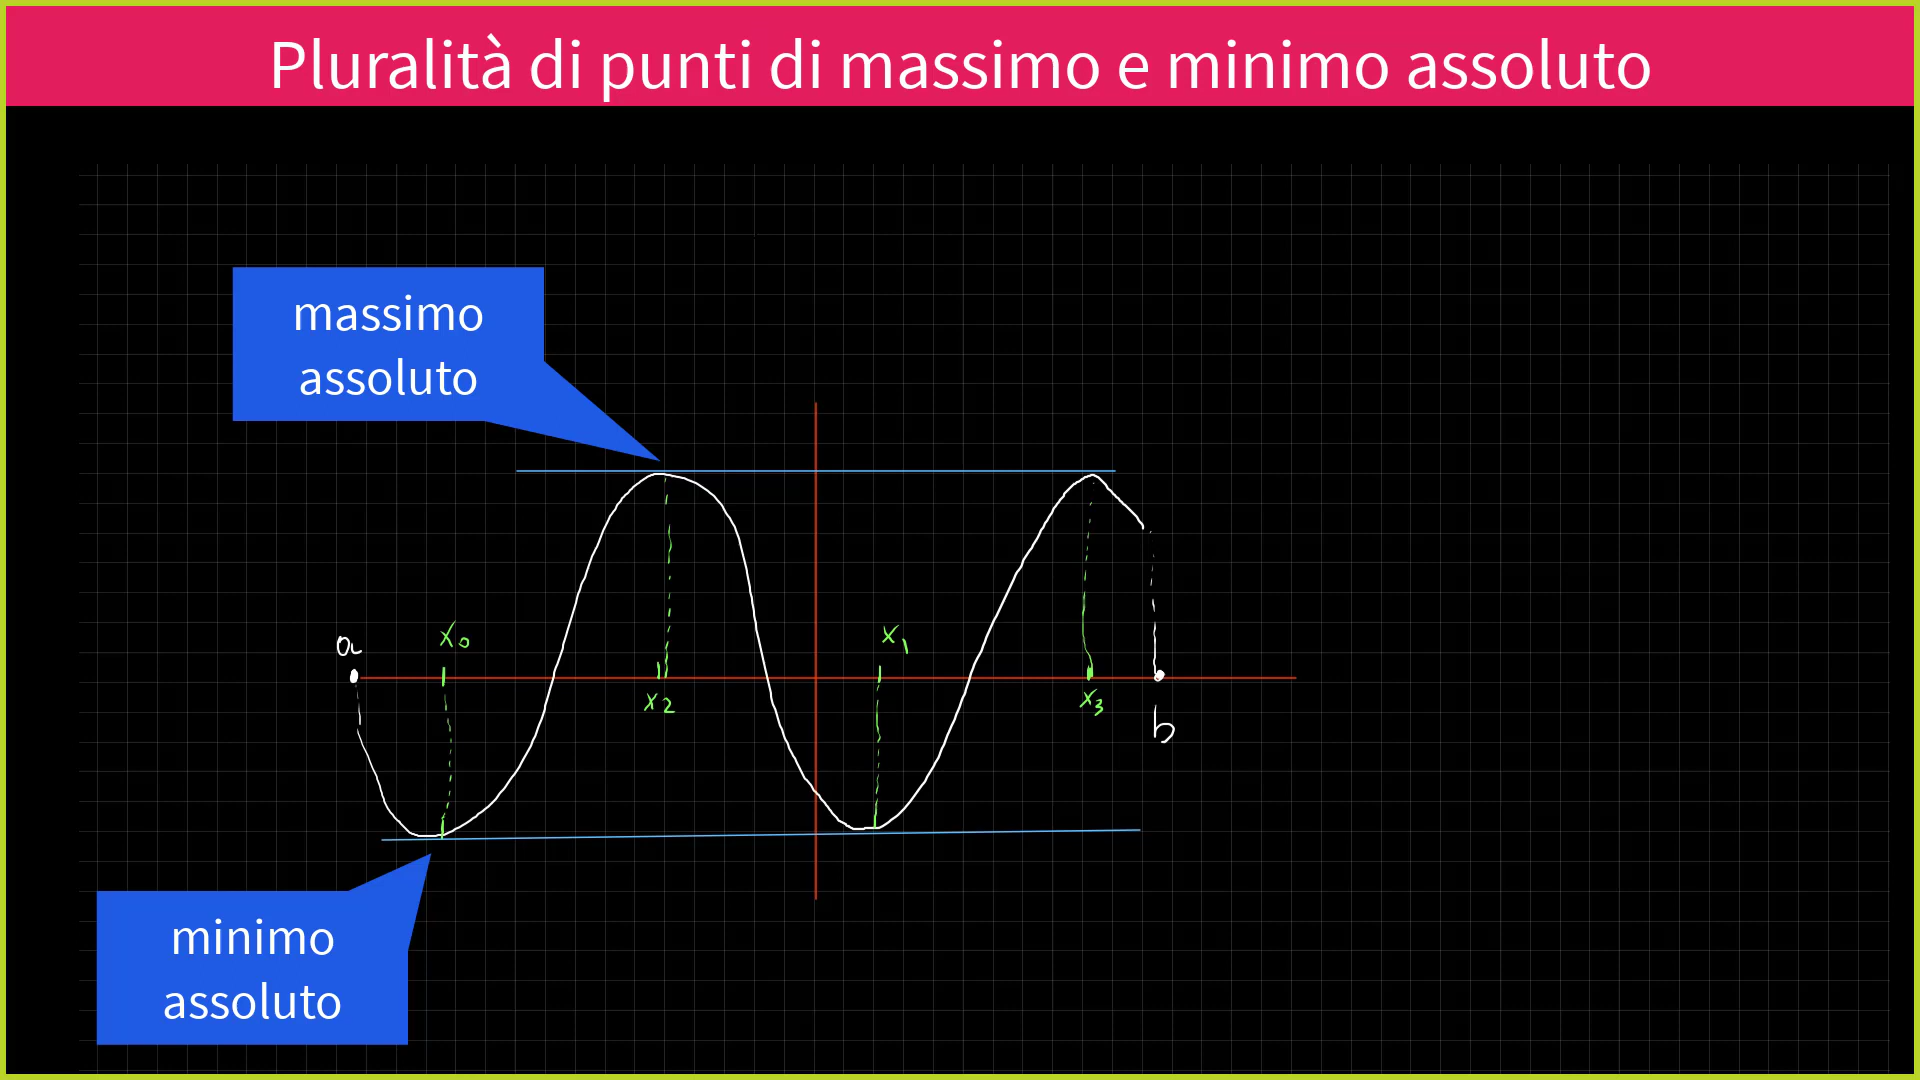 Pluralità di punti di massimo e minimo assoluto
massimo
assoluto
a
x₀
x₁
x₂
x₃
b
minimo
assoluto